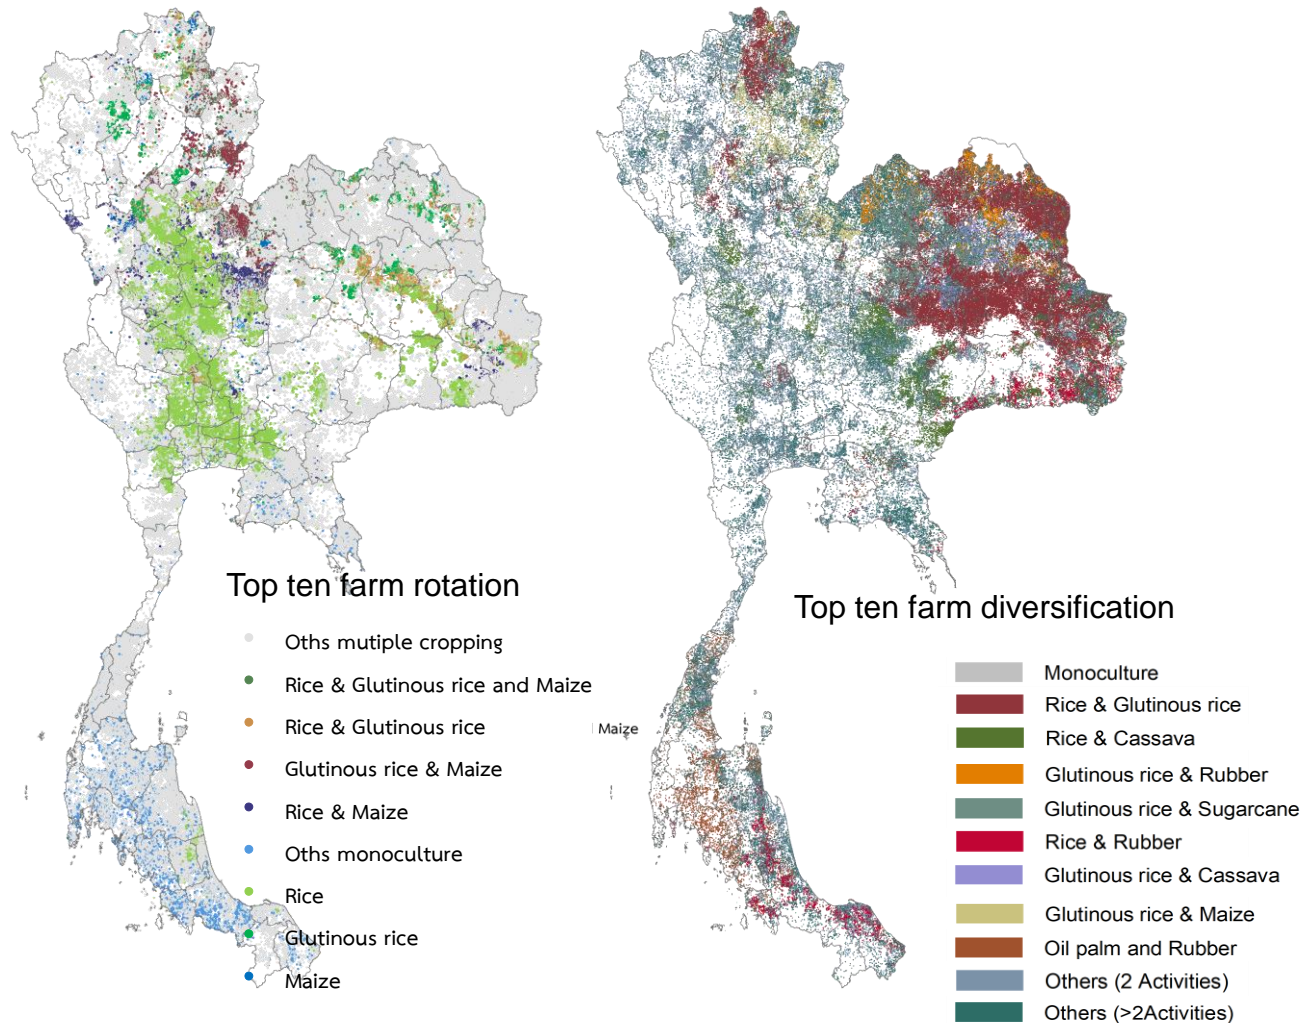 Top ten farm rotation
Oths mutiple cropping
Rice & Glutinous rice and Maize
Rice & Glutinous rice
Glutinous rice & Maize
Rice & Maize
Oths monoculture
Rice
Glutinous rice
Maize
Maize
Top ten farm diversification
Monoculture
Rice & Glutinous rice
Rice & Cassava
Glutinous rice & Rubber
Glutinous rice & Sugarcane
Rice & Rubber
Glutinous rice & Cassava
Glutinous rice & Maize
Oil palm and Rubber
Others (2 Activities)
Others (>2Activities)